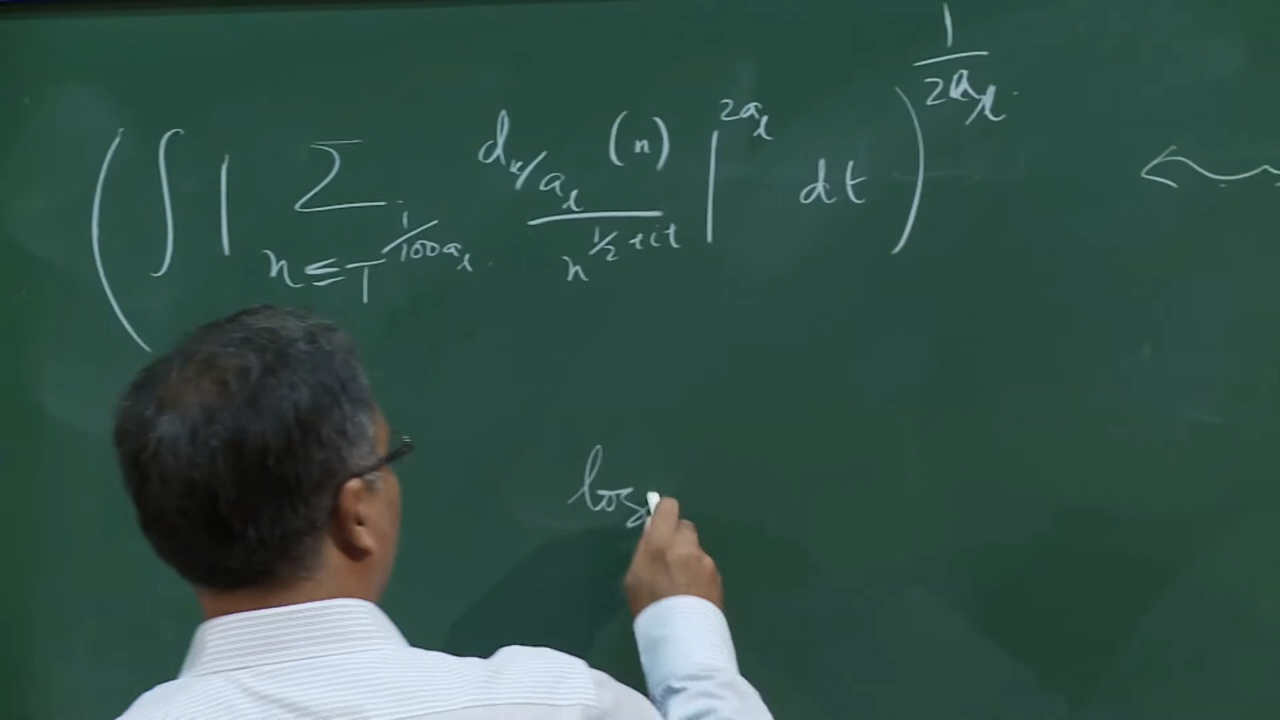 ( ∫ | Σ_{n ≤ T^{1/100a_ℓ}} d_{k/a_ℓ}(n) / n^{1/2+it} |^{2a_ℓ} dt )^{1/2a_ℓ}
log